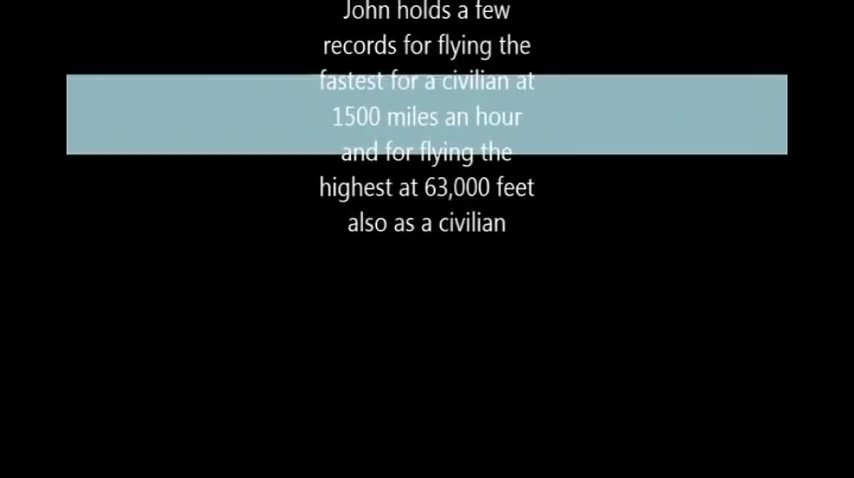 John holds a few
records for flying the
fastest for a civilian at
1500 miles an hour
and for flying the
highest at 63,000 feet
also as a civilian